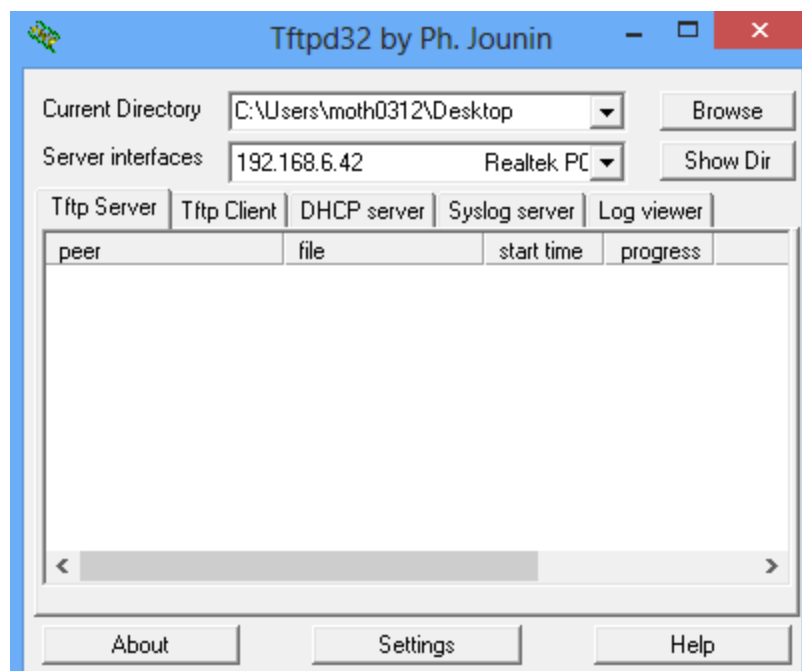 Tftpd32 by Ph. Jounin
Current Directory C:\Users\moth0312\Desktop Browse
Server interfaces 192.168.6.42 Realtek PC Show Dir
Tftp Server Tftp Client DHCP server Syslog server Log viewer
peer file start time progress
About Settings Help